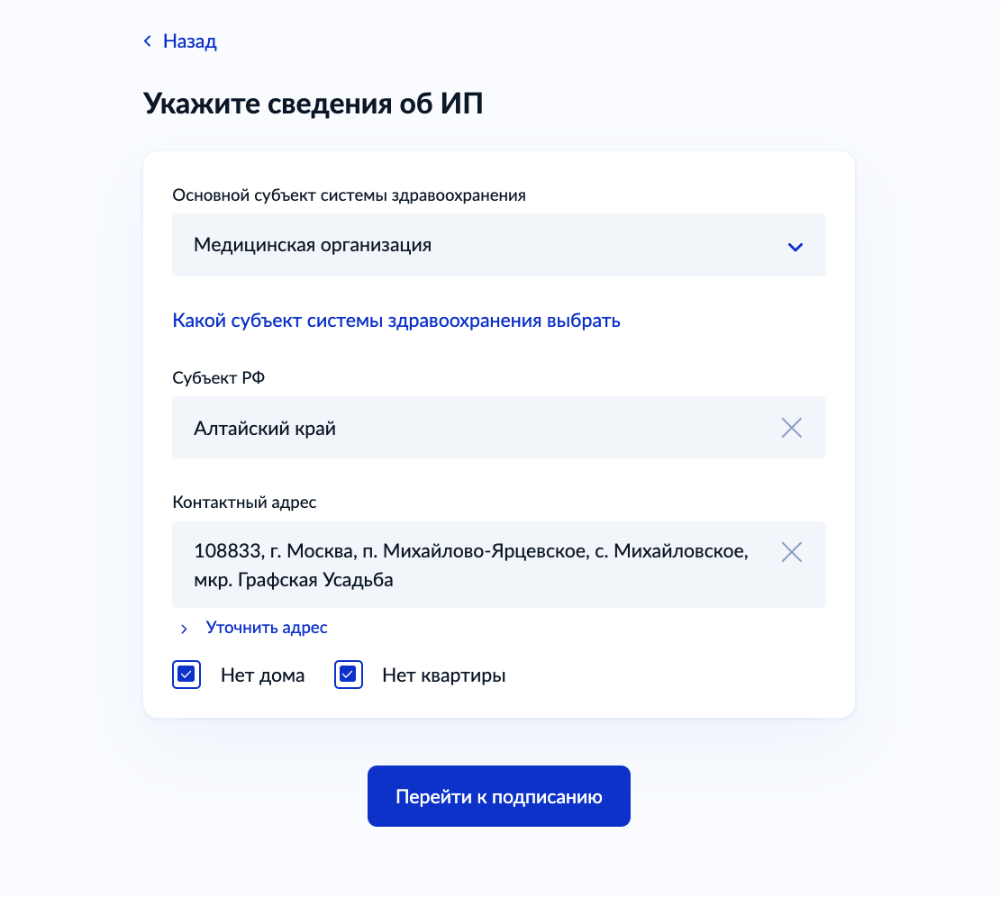 Назад
Укажите сведения об ИП
Основной субъект системы здравоохранения
Медицинская организация
Какой субъект системы здравоохранения выбрать
Субъект РФ
Алтайский край
Контактный адрес
108833, г. Москва, п. Михайлово-Ярцевское, с. Михайловское,
мкр. Графская Усадьба
Уточнить адрес
Нет дома Нет квартиры
Перейти к подписанию